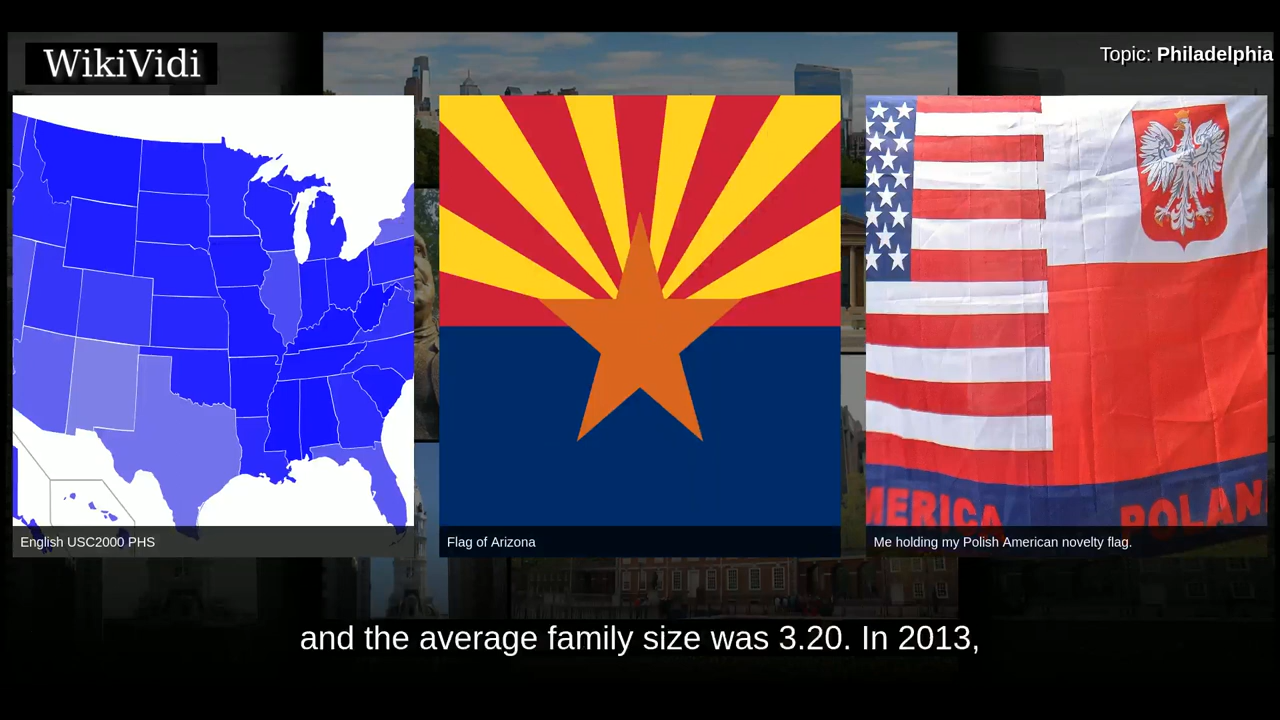 WikiVidi
Topic: Philadelphia
MERICA
POLAN
English USC2000 PHS
Flag of Arizona
Me holding my Polish American novelty flag.
and the average family size was 3.20. In 2013,